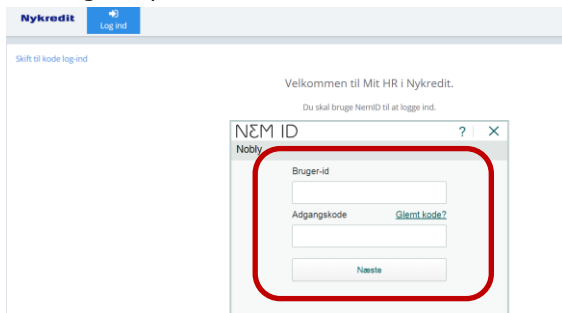 Nykredit
Log ind
Skift til kode log-ind
Velkommen til Mit HR i Nykredit.
Du skal bruge NemID til at logge ind.
NEM ID ? ×
Nobly
Bruger-id
Adgangskode Glemt kode?
Næste